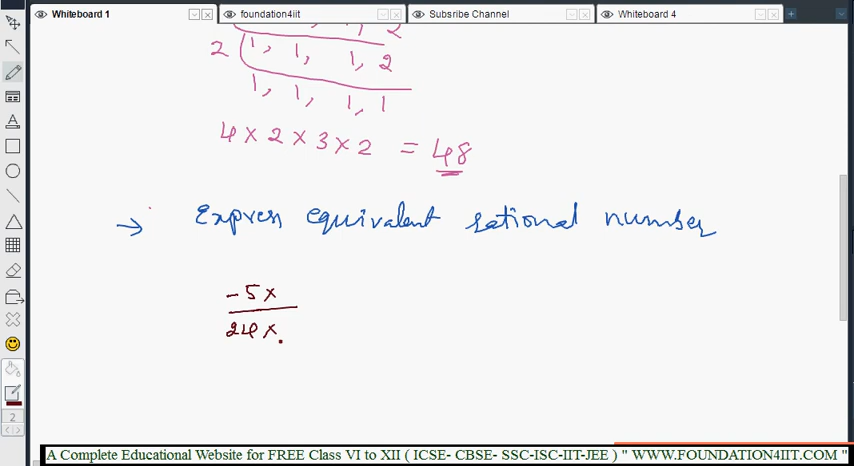 Whiteboard 1 foundation4iit Subsribe Channel Whiteboard 4
2 1, 1, 1, 2
1, 1, 1, 1
4 × 2 × 3 × 2 = 48
→ Express equivalent rational number
-5 ×
24 ×
2
A Complete Educational Website for FREE Class VI to XII ( ICSE- CBSE- SSC-ISC-IIT-JEE ) " WWW.FOUNDATION4IIT.COM "